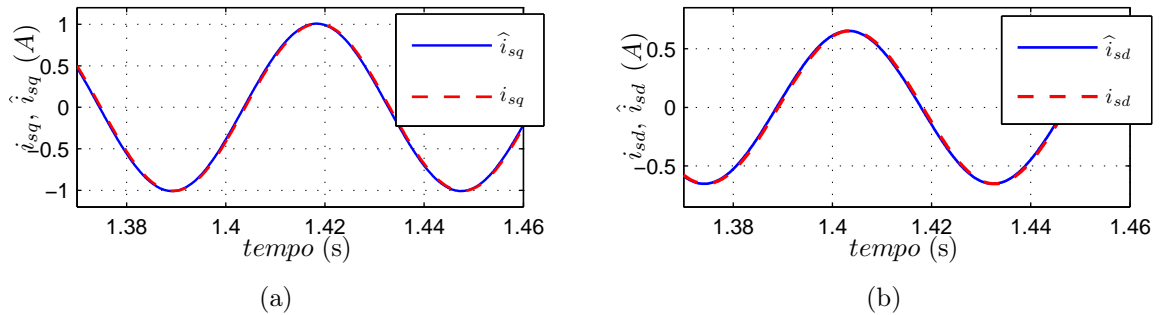 i_sq, î_sq (A)
1
0.5
0
−0.5
−1
1.38 1.4 1.42 1.44 1.46
tempo (s)
î_sq
i_sq
(a)
i_sd, î_sd (A)
0.5
0
−0.5
1.38 1.4 1.42 1.44 1.46
tempo (s)
î_sd
i_sd
(b)